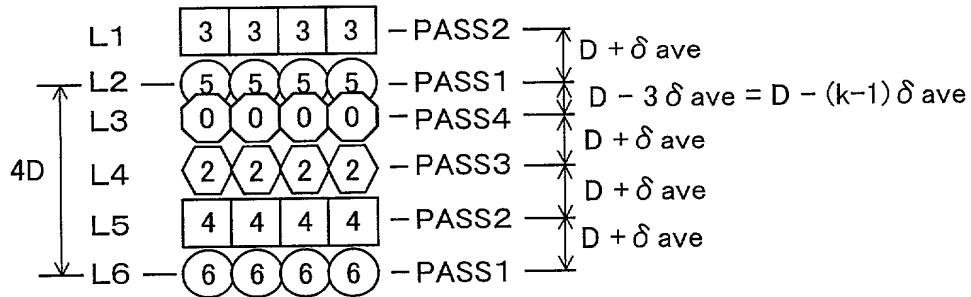 L1 3 3 3 3 PASS2
D + δ ave
L2 5 5 5 5 PASS1
D - 3 δ ave = D - (k-1) δ ave
L3 0 0 0 0 PASS4
D + δ ave
4D
L4 2 2 2 2 PASS3
D + δ ave
L5 4 4 4 4 PASS2
D + δ ave
L6 6 6 6 6 PASS1